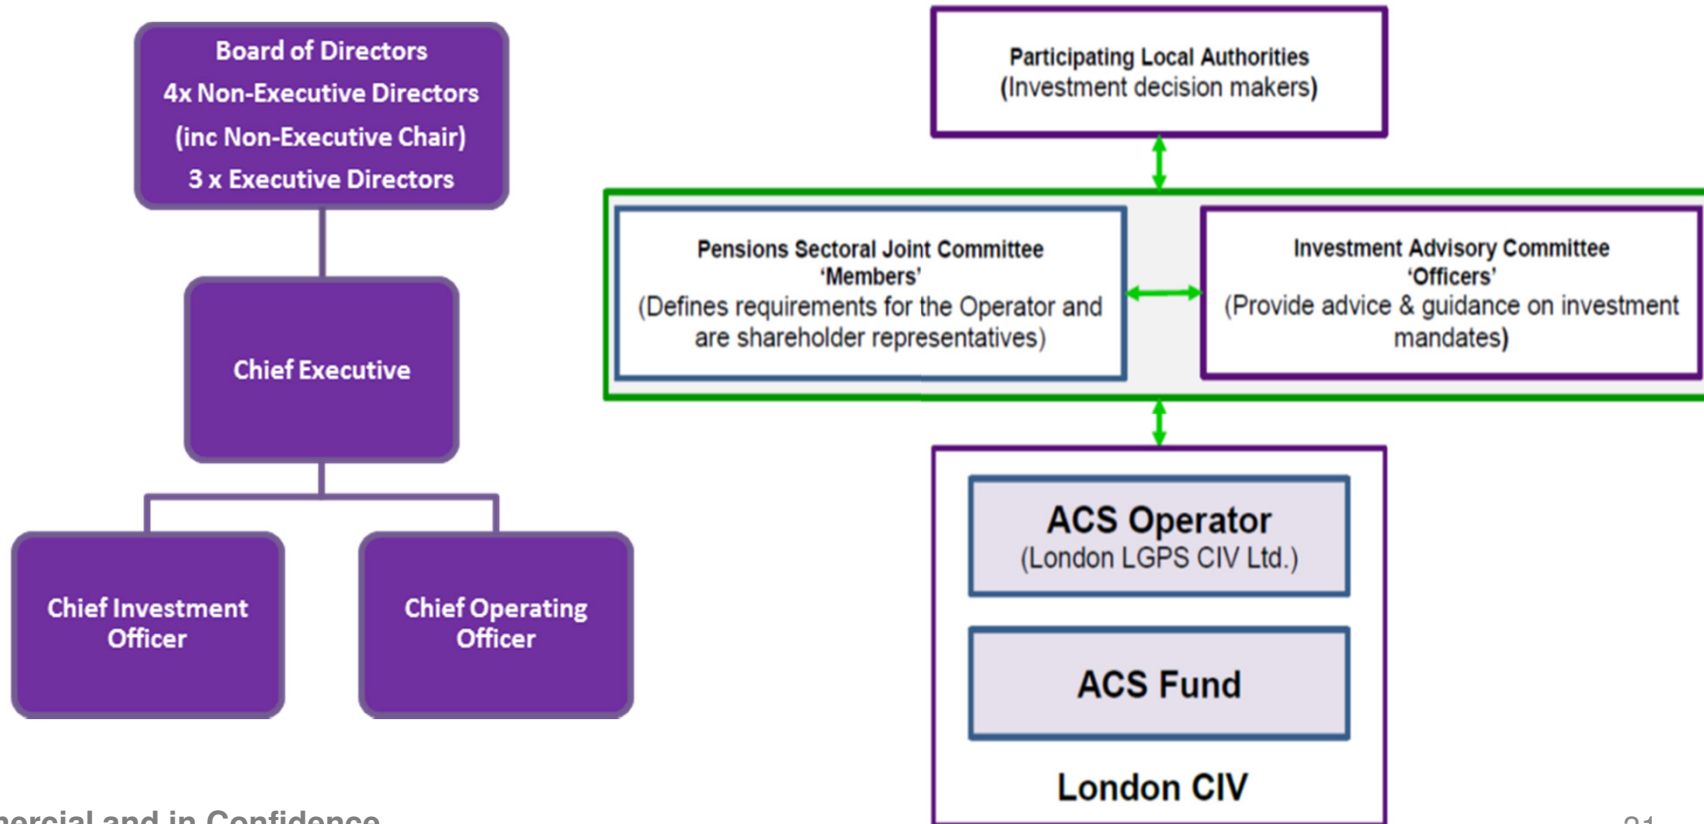 Board of Directors
4x Non-Executive Directors
(inc Non-Executive Chair)
3 x Executive Directors
Chief Executive
Chief Investment
Officer
Chief Operating
Officer
Participating Local Authorities
(Investment decision makers)
Pensions Sectoral Joint Committee
‘Members’
(Defines requirements for the Operator and
are shareholder representatives)
Investment Advisory Committee
‘Officers’
(Provide advice & guidance on investment
mandates)
ACS Operator
(London LGPS CIV Ltd.)
ACS Fund
London CIV
and in Confidence